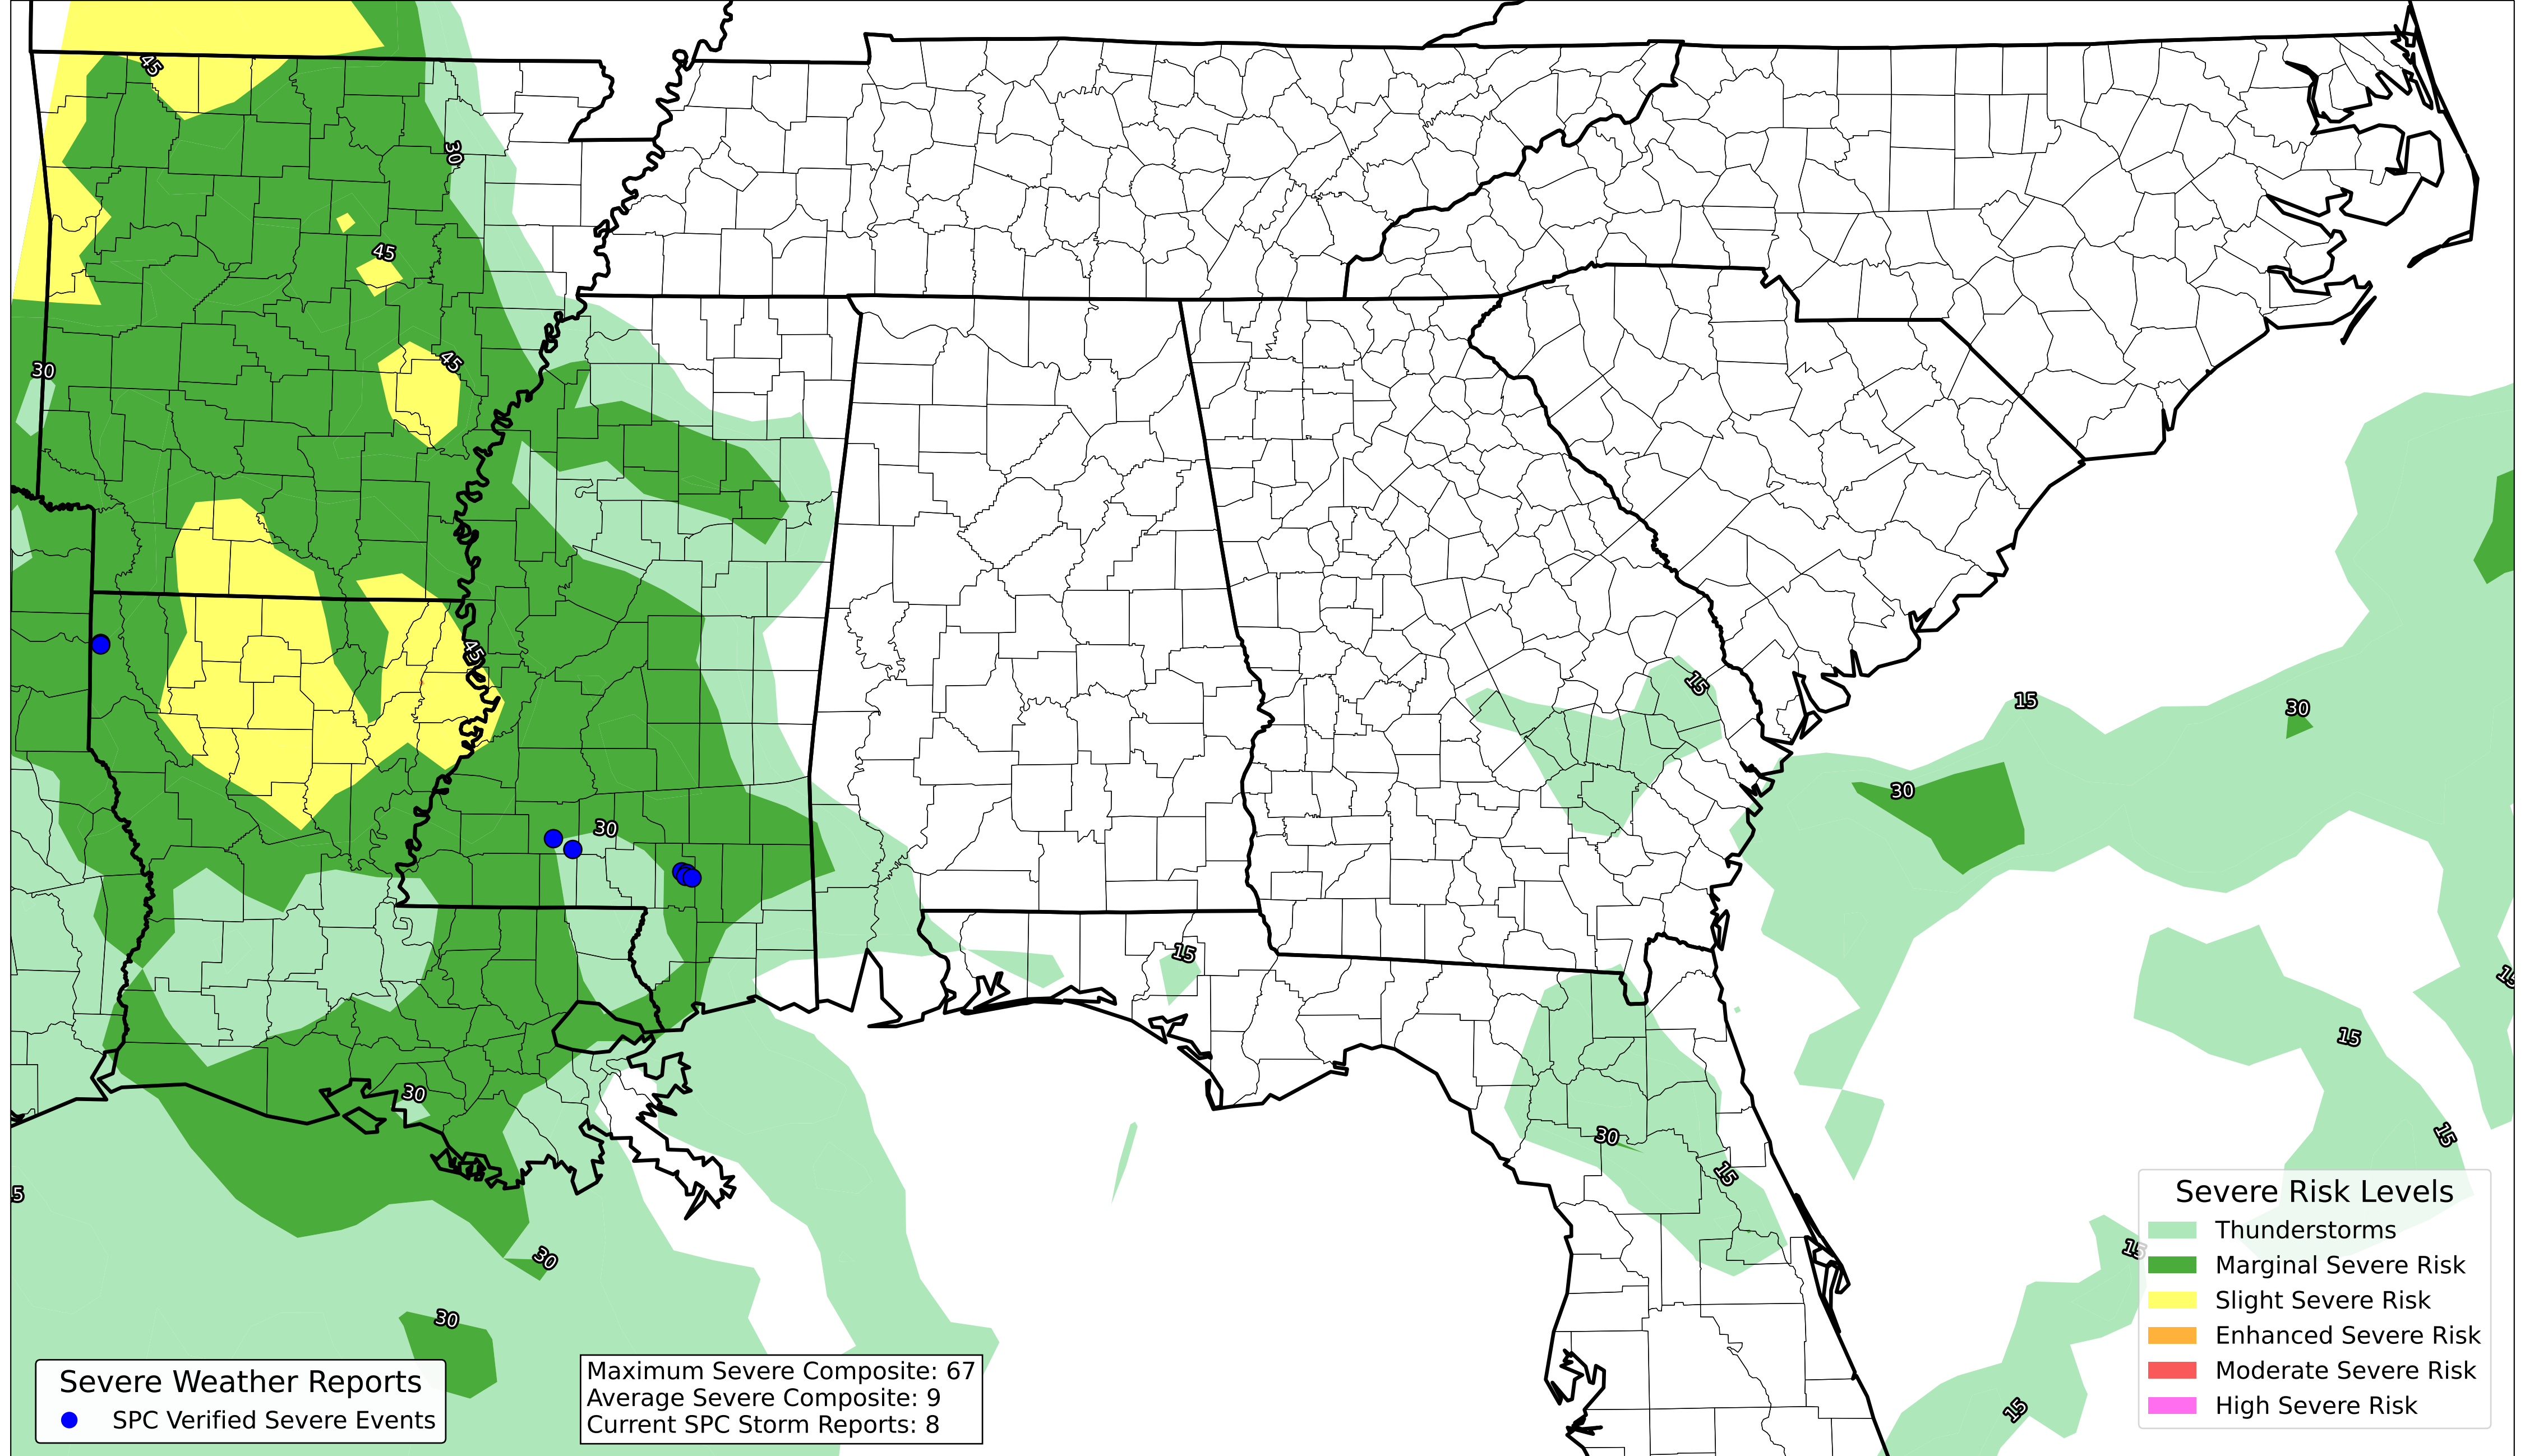 45
30
45
45
30
45
15
15
30
30
30
15
15
15
30
30
15
15
5
30
15
30
15
Severe Risk Levels
Thunderstorms
Marginal Severe Risk
Slight Severe Risk
Enhanced Severe Risk
Moderate Severe Risk
High Severe Risk
Severe Weather Reports
SPC Verified Severe Events
Maximum Severe Composite: 67
Average Severe Composite: 9
Current SPC Storm Reports: 8